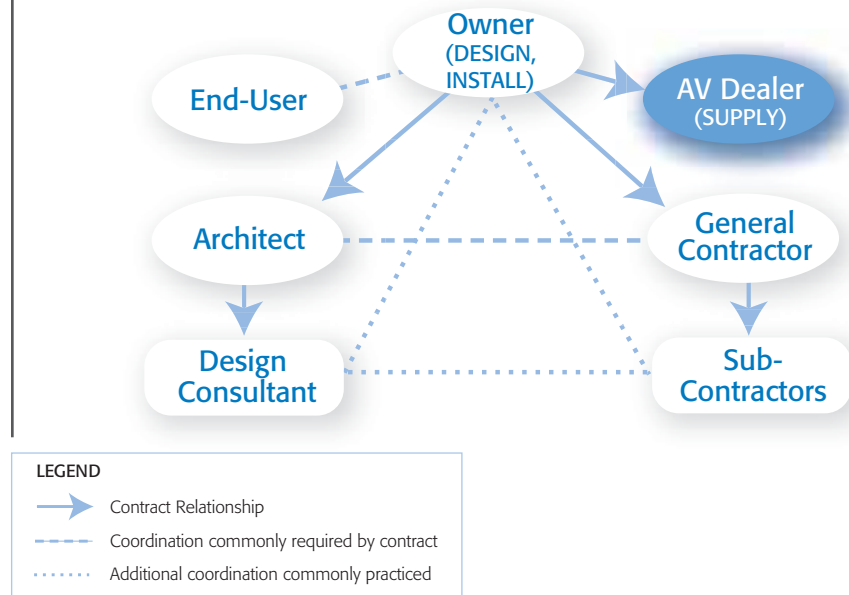 Owner
(DESIGN,
INSTALL)
End-User
AV Dealer
(SUPPLY)
Architect
General
Contractor
Design
Consultant
Sub-
Contractors
LEGEND
Contract Relationship
Coordination commonly required by contract
Additional coordination commonly practiced